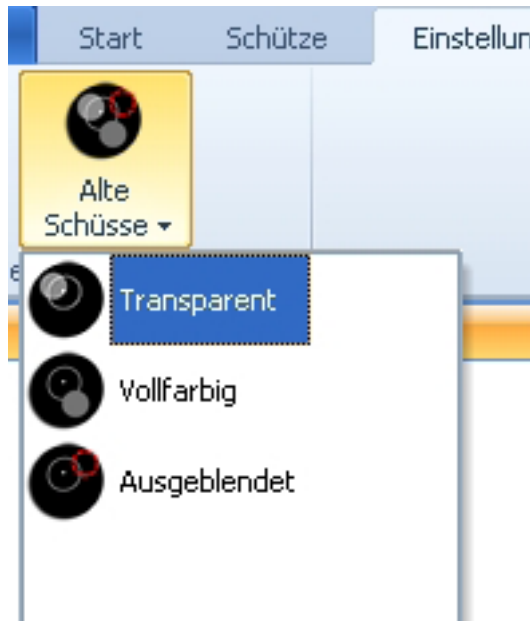 Start Schütze Einstellun
Alte
Schüsse
Transparent
Vollfarbig
Ausgeblendet